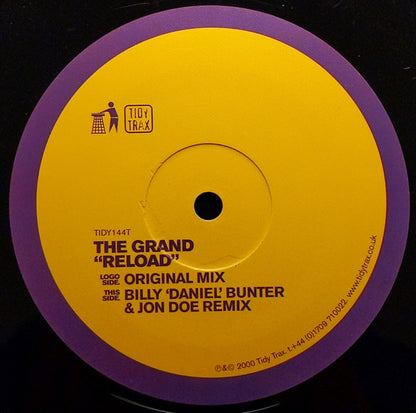 TIDY
TRAX
TIDY144T
THE GRAND
"RELOAD"
LOGO SIDE. ORIGINAL MIX
THIS SIDE. BILLY 'DANIEL' BUNTER
& JON DOE REMIX
℗&© 2000 Tidy Trax. t.+44 (0)1709 710022. www.tidytrax.co.uk